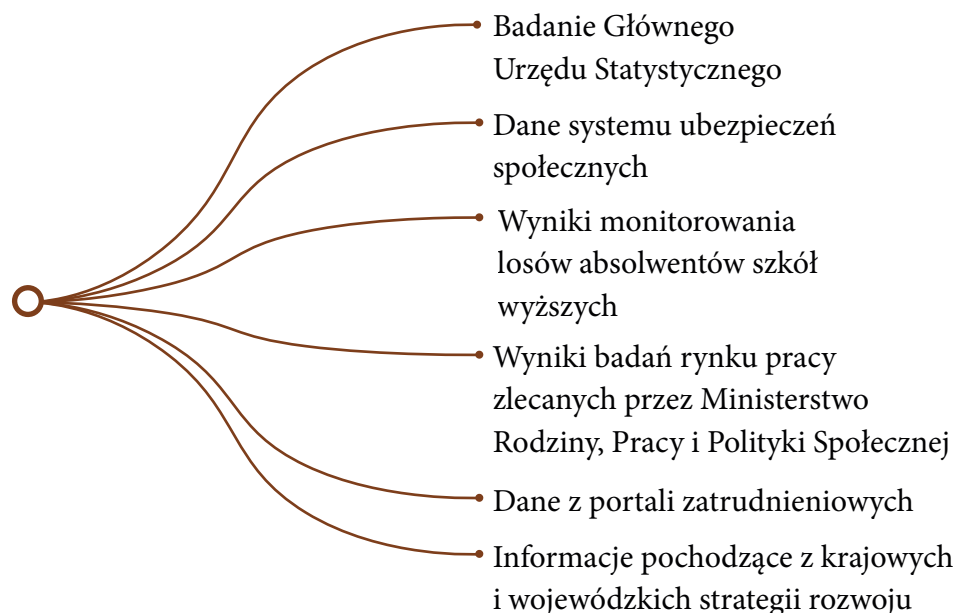 Badanie Głównego
Urzędu Statystycznego
Dane systemu ubezpieczeń
społecznych
Wyniki monitorowania
losów absolwentów szkół
wyższych
Wyniki badań rynku pracy
zlecanych przez Ministerstwo
Rodziny, Pracy i Polityki Społecznej
Dane z portali zatrudnieniowych
Informacje pochodzące z krajowych
i wojewódzkich strategii rozwoju